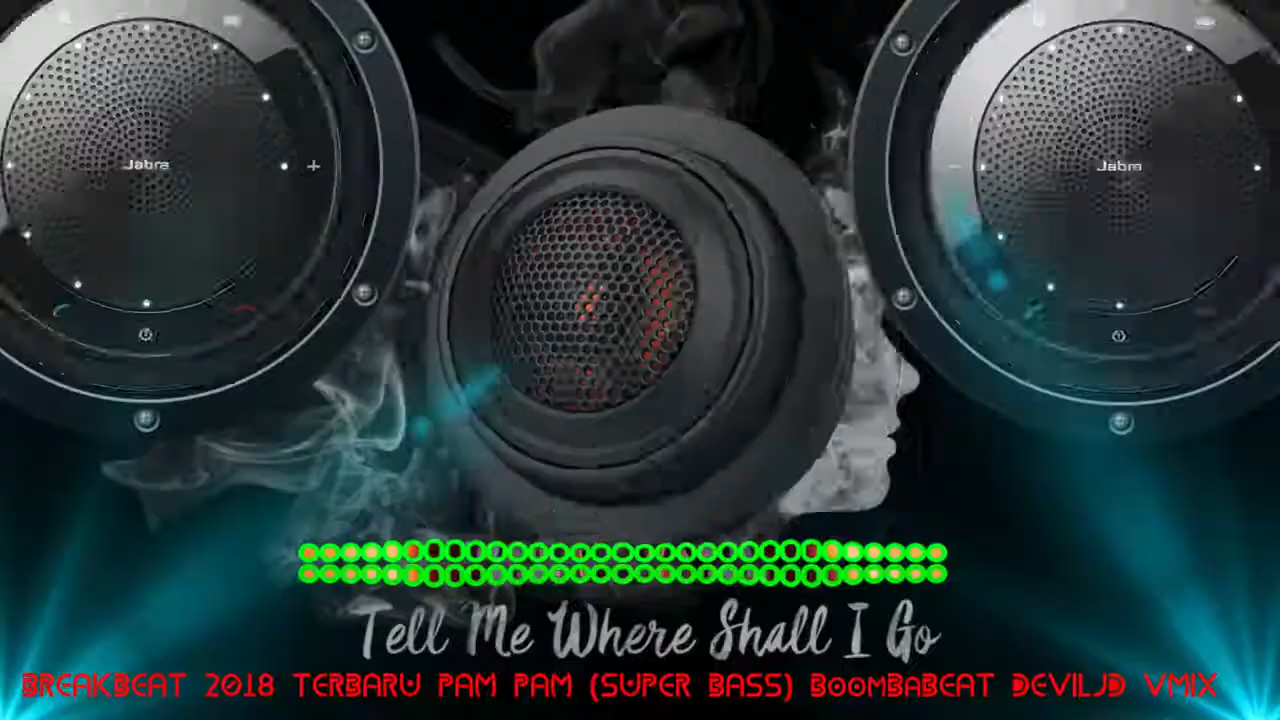 Jabra
Jabra
Tell Me Where Shall I Go
BREAKBEAT 2018 TERBARU PAM PAM (SUPER BASS) BOOMBABEAT DEVILJD VMIX